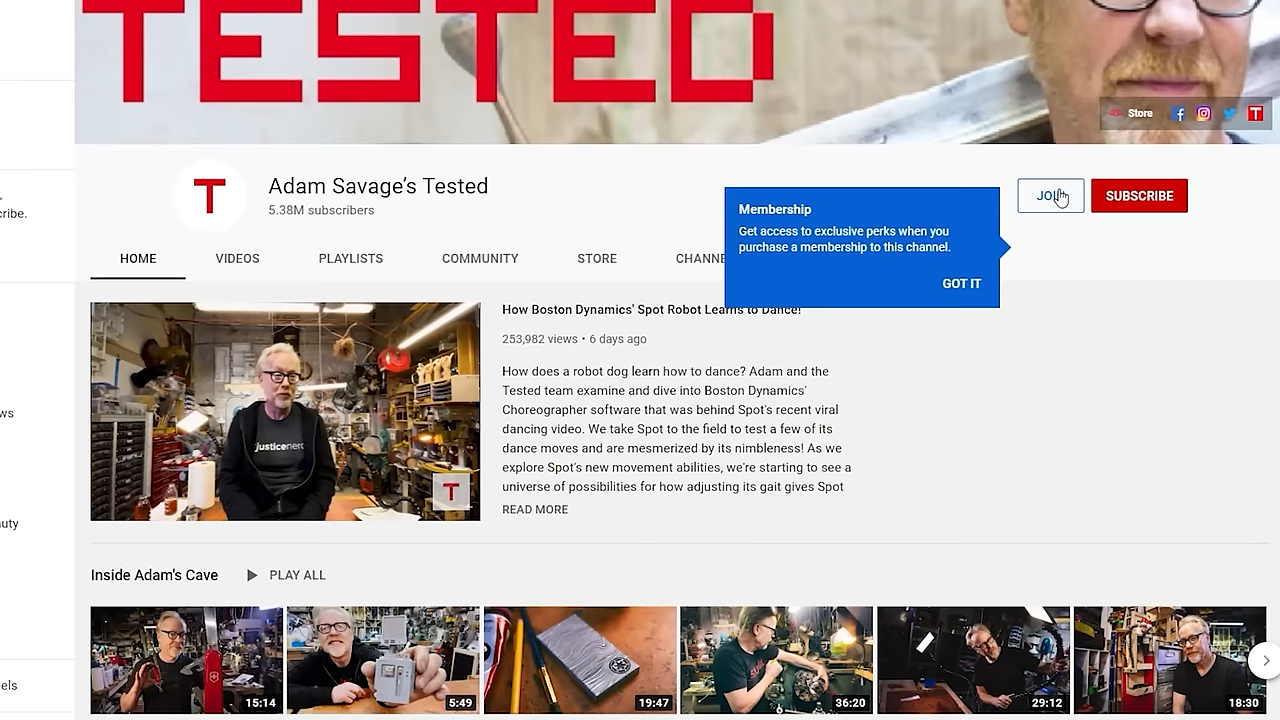 TESTED
Store
T
T
Adam Savage's Tested
5.38M subscribers
JOIN
SUBSCRIBE
Membership
Get access to exclusive perks when you
purchase a membership to this channel.
GOT IT
HOME
VIDEOS
PLAYLISTS
COMMUNITY
STORE
CHANNE
cribe.
How Boston Dynamics' Spot Robot Learns to Dance!
253,982 views • 6 days ago
How does a robot dog learn how to dance? Adam and the
Tested team examine and dive into Boston Dynamics'
Choreographer software that was behind Spot's recent viral
dancing video. We take Spot to the field to test a few of its
dance moves and are mesmerized by its nimbleness! As we
explore Spot's new movement abilities, we're starting to see a
universe of possibilities for how adjusting its gait gives Spot
READ MORE
justicenerd
T
ws
auty
els
Inside Adam's Cave
PLAY ALL
15:14
5:49
19:47
36:20
29:12
18:30